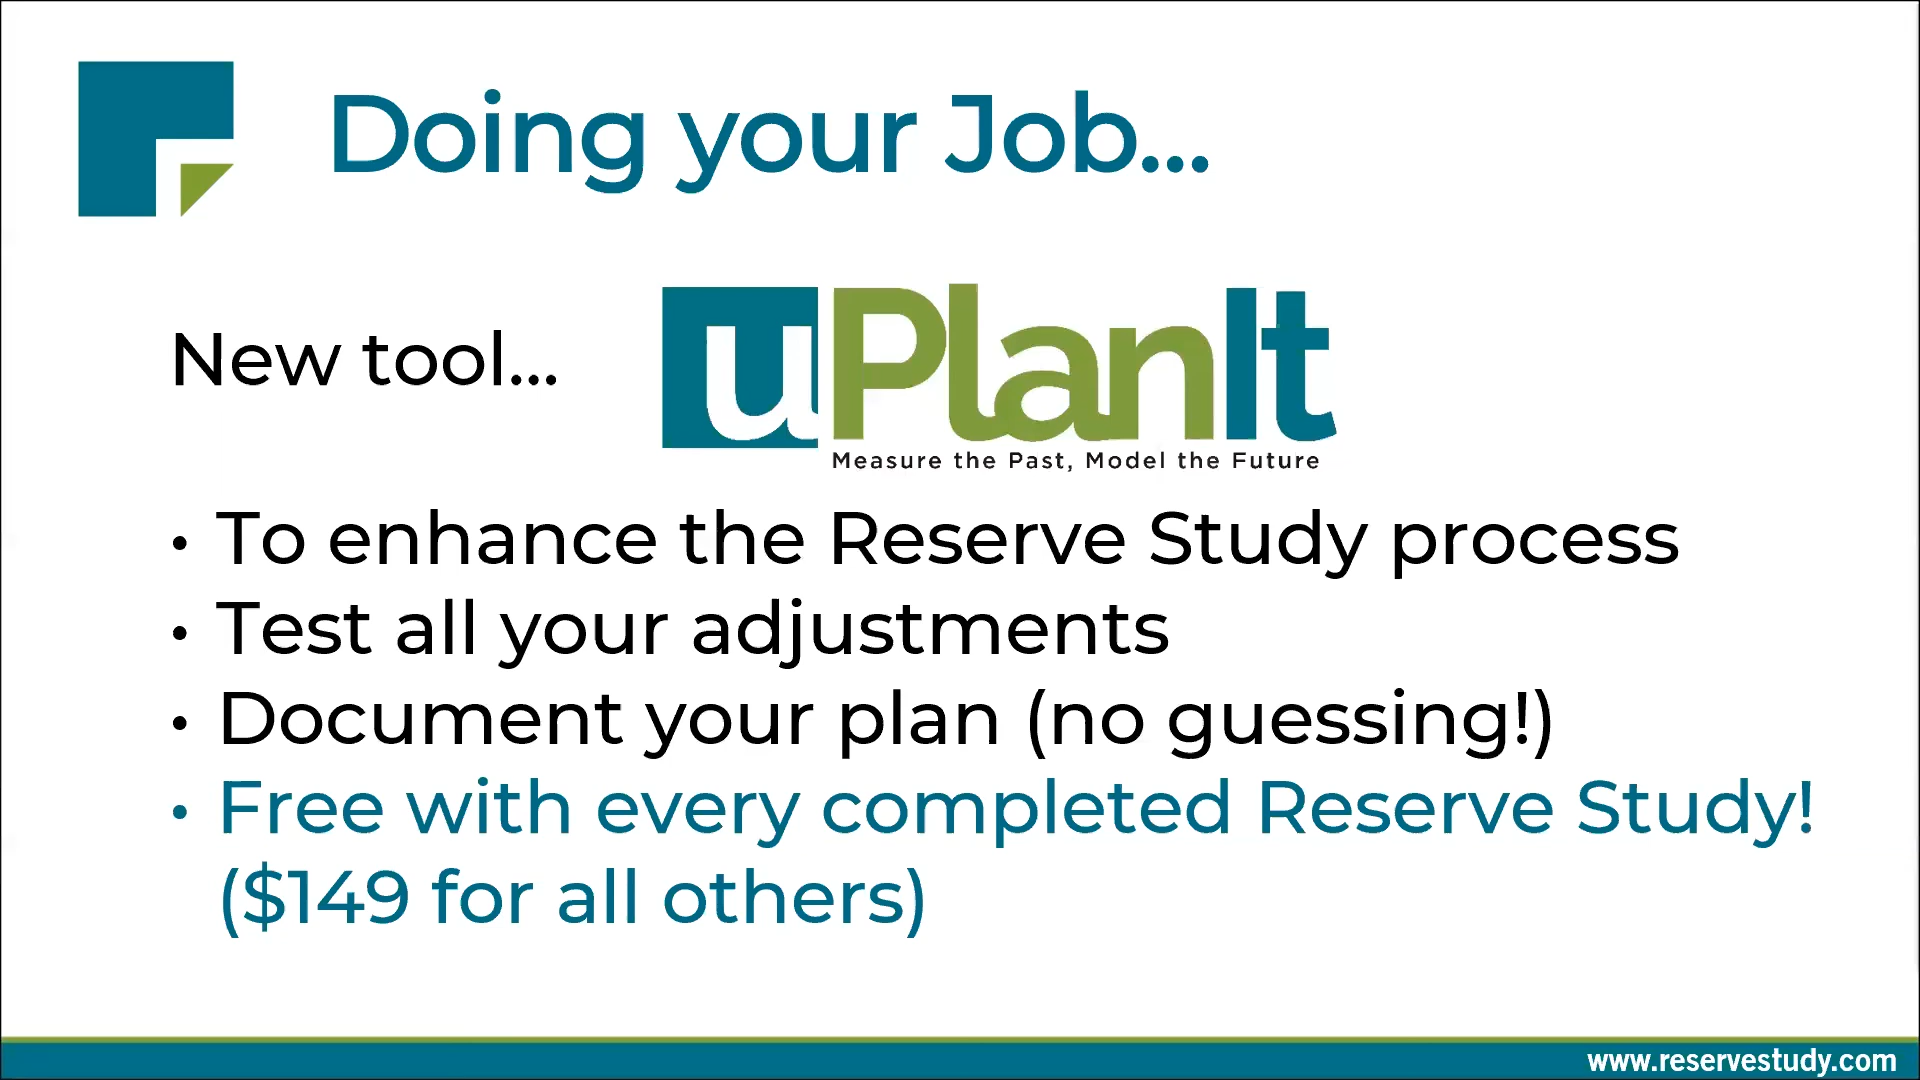 Doing your Job...
New tool...
uPlanIt
Measure the Past, Model the Future
• To enhance the Reserve Study process
• Test all your adjustments
• Document your plan (no guessing!)
• Free with every completed Reserve Study!
($149 for all others)
www.reservestudy.com